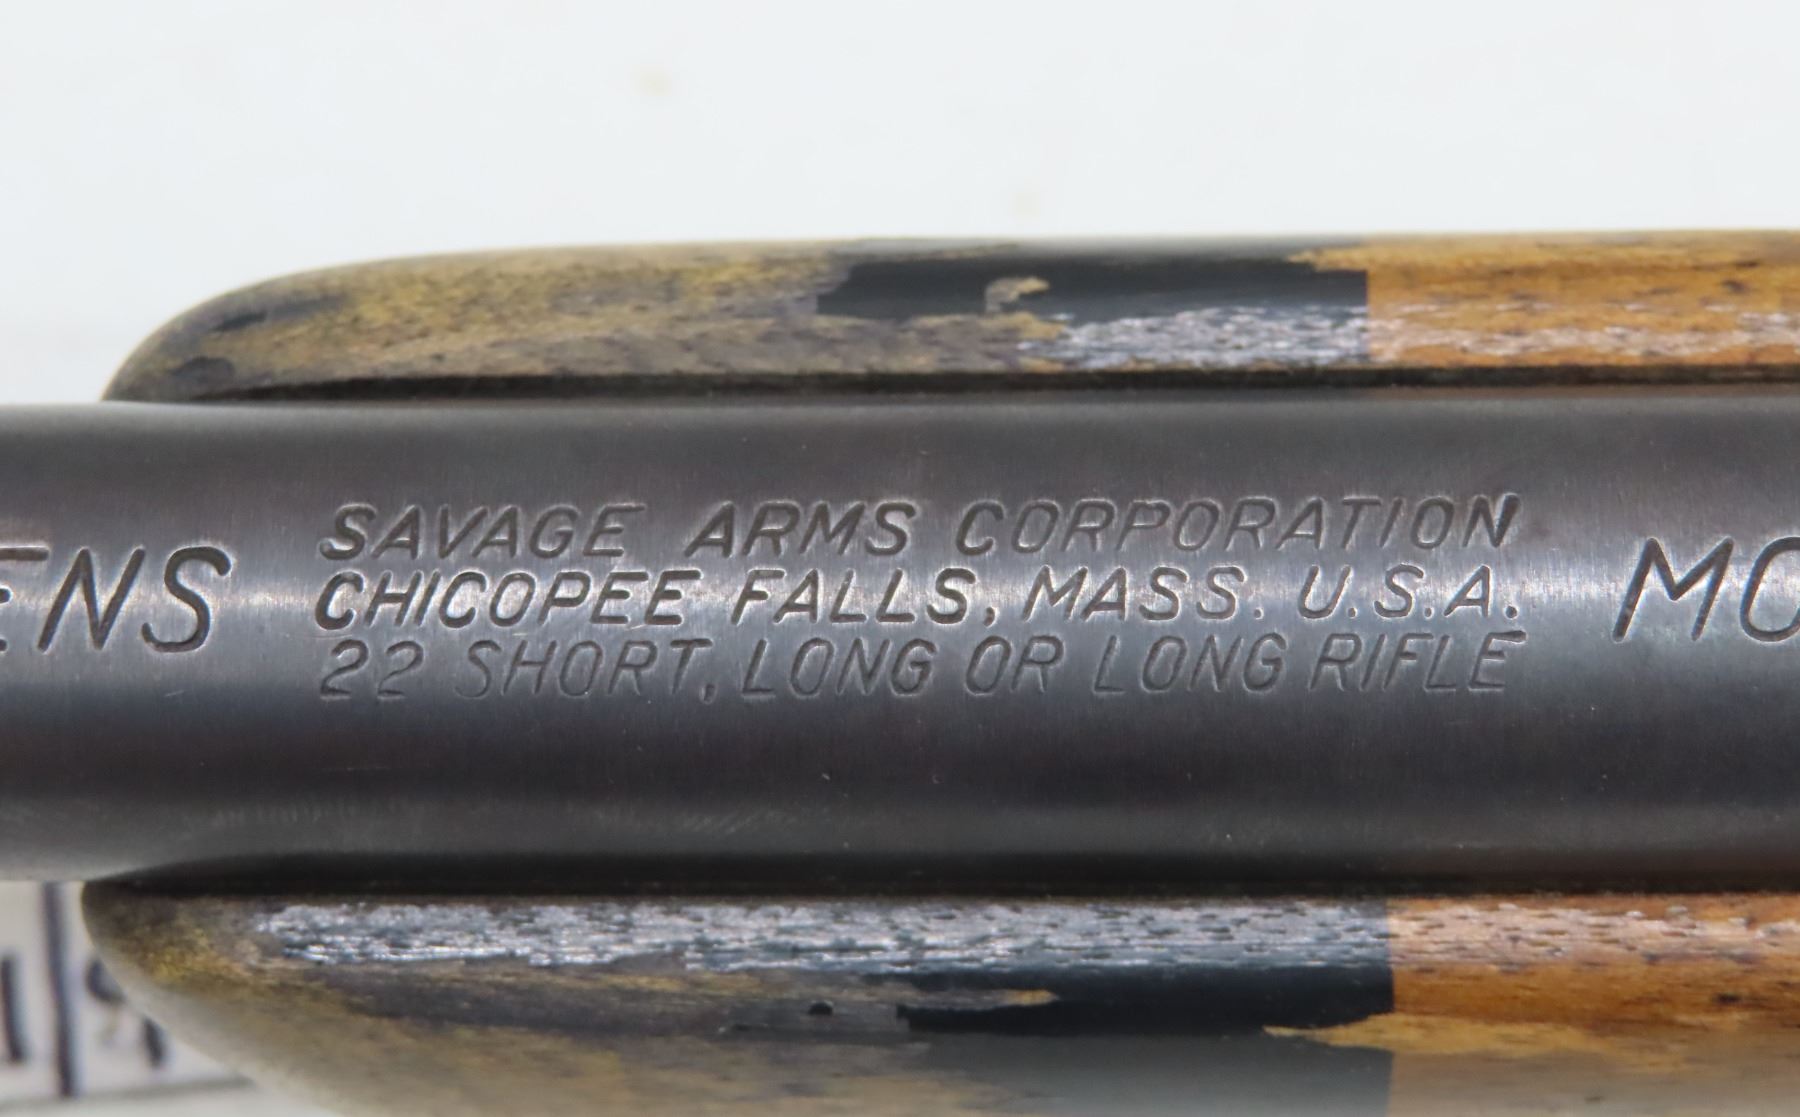 ENS
SAVAGE ARMS CORPORATION
CHICOPEE FALLS, MASS. U.S.A.
22 SHORT, LONG OR LONG RIFLE
MO